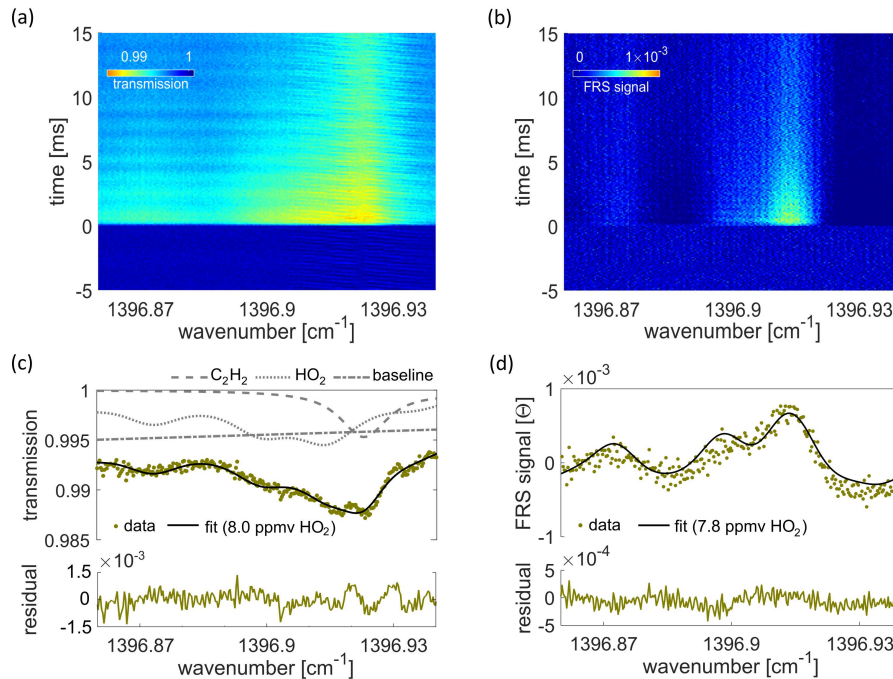 (a)
15
10
5
0
-5
time [ms]
0.99 1
transmission
1396.87 1396.9 1396.93
wavenumber [cm⁻¹]
(b)
15
10
5
0
-5
time [ms]
0 1×10⁻³
FRS signal
1396.87 1396.9 1396.93
wavenumber [cm⁻¹]
(c)
C₂H₂ HO₂ baseline
1
0.995
0.99
0.985
transmission
data fit (8.0 ppmv HO₂)
× 10⁻³
1.5
0
-1.5
residual
1396.87 1396.9 1396.93
wavenumber [cm⁻¹]
(d)
× 10⁻³
1
0
-1
FRS signal [Θ]
data fit (7.8 ppmv HO₂)
× 10⁻⁴
5
0
-5
residual
1396.87 1396.9 1396.93
wavenumber [cm⁻¹]